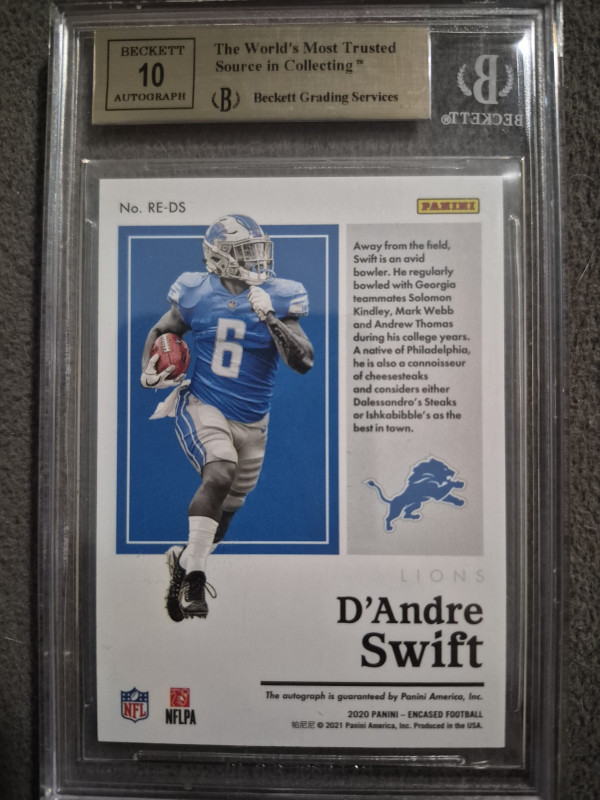 BECKETT
10
AUTOGRAPH
The World's Most Trusted
Source in Collecting™
B Beckett Grading Services
B
BECKETT®
No. RE-DS
PANINI
Away from the field,
Swift is an avid
bowler. He regularly
bowled with Georgia
teammates Solomon
Kindley, Mark Webb
and Andrew Thomas
during his college years.
A native of Philadelphia,
he is also a connoisseur
of cheesesteaks
and considers either
Dalessandro's Steaks
or Ishkabibble's as the
best in town.
6
LIONS
D'Andre
Swift
The autograph is guaranteed by Panini America, Inc.
NFL
NFLPA
2020 PANINI – ENCASED FOOTBALL
帕尼尼 © 2021 Panini America, Inc. Produced in the USA.